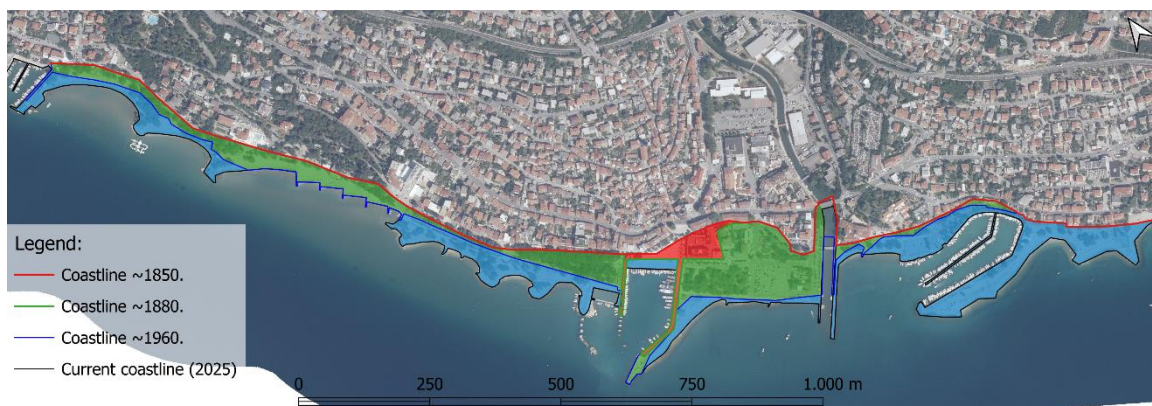 Legend:
Coastline ~1850.
Coastline ~1880.
Coastline ~1960.
Current coastline (2025)
0 250 500 750 1.000 m